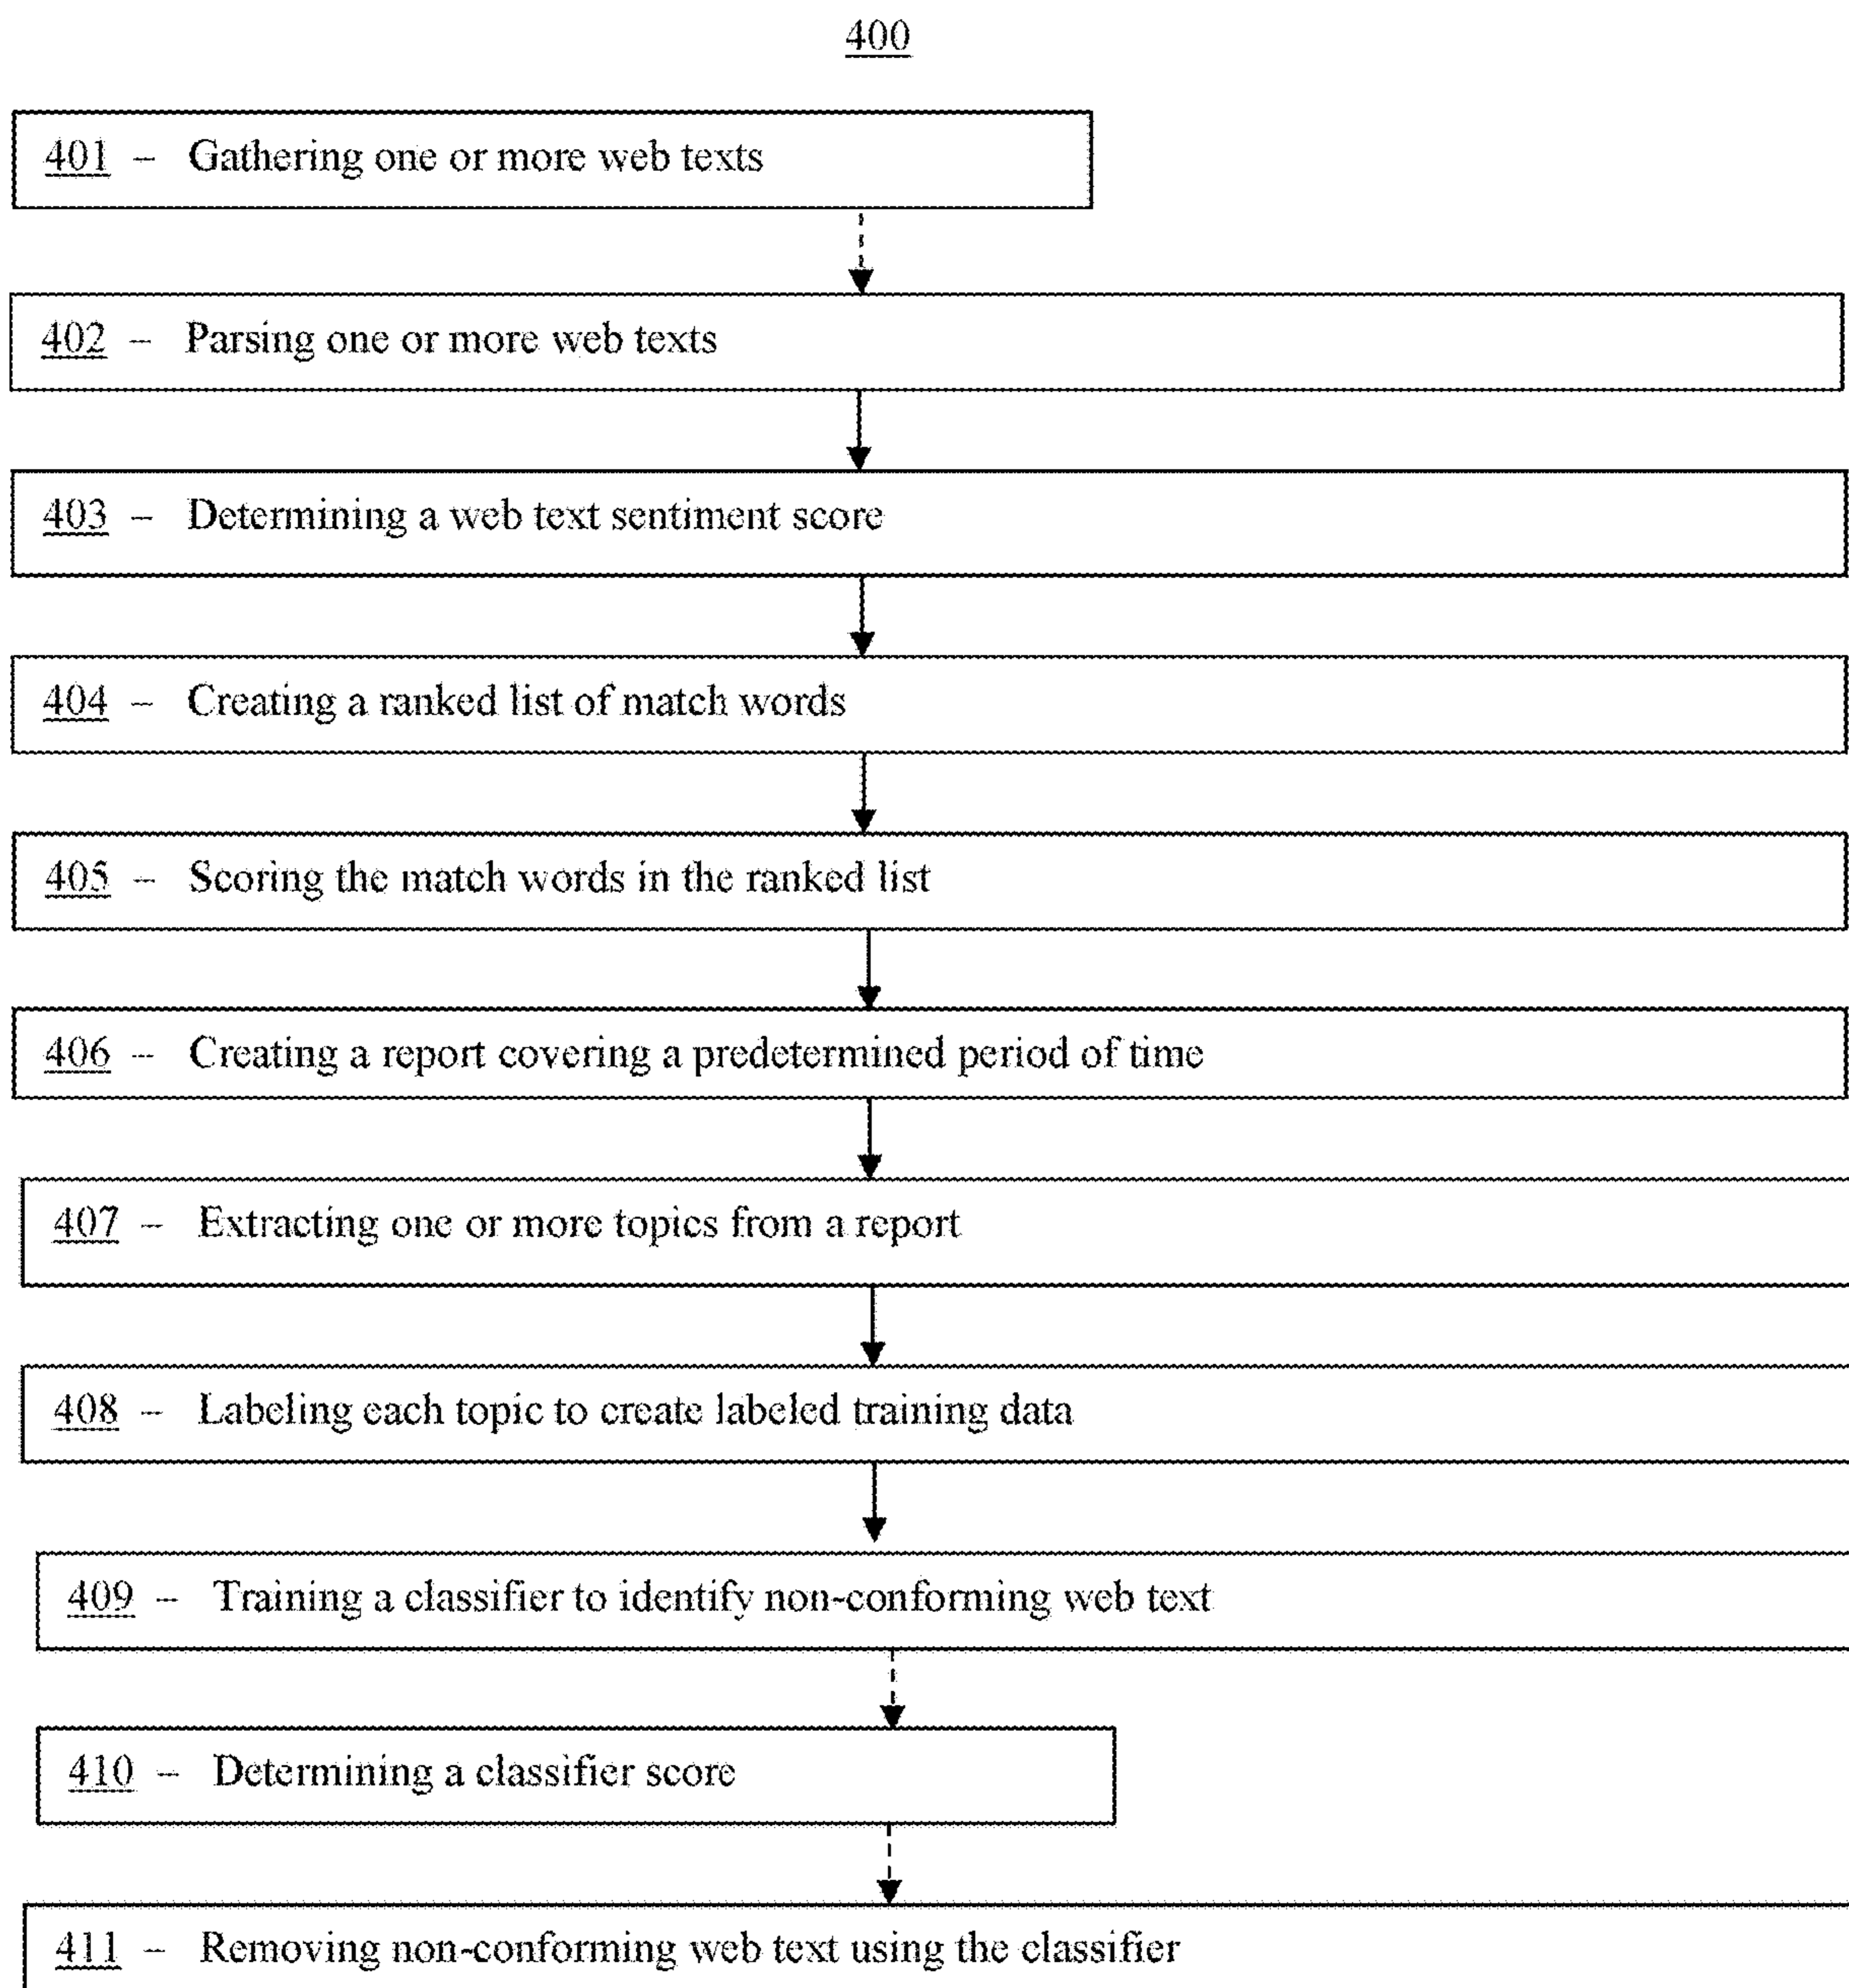 400
401 – Gathering one or more web texts
402 – Parsing one or more web texts
403 – Determining a web text sentiment score
404 – Creating a ranked list of match words
405 – Scoring the match words in the ranked list
406 – Creating a report covering a predetermined period of time
407 – Extracting one or more topics from a report
408 – Labeling each topic to create labeled training data
409 – Training a classifier to identify non-conforming web text
410 – Determining a classifier score
411 – Removing non-conforming web text using the classifier